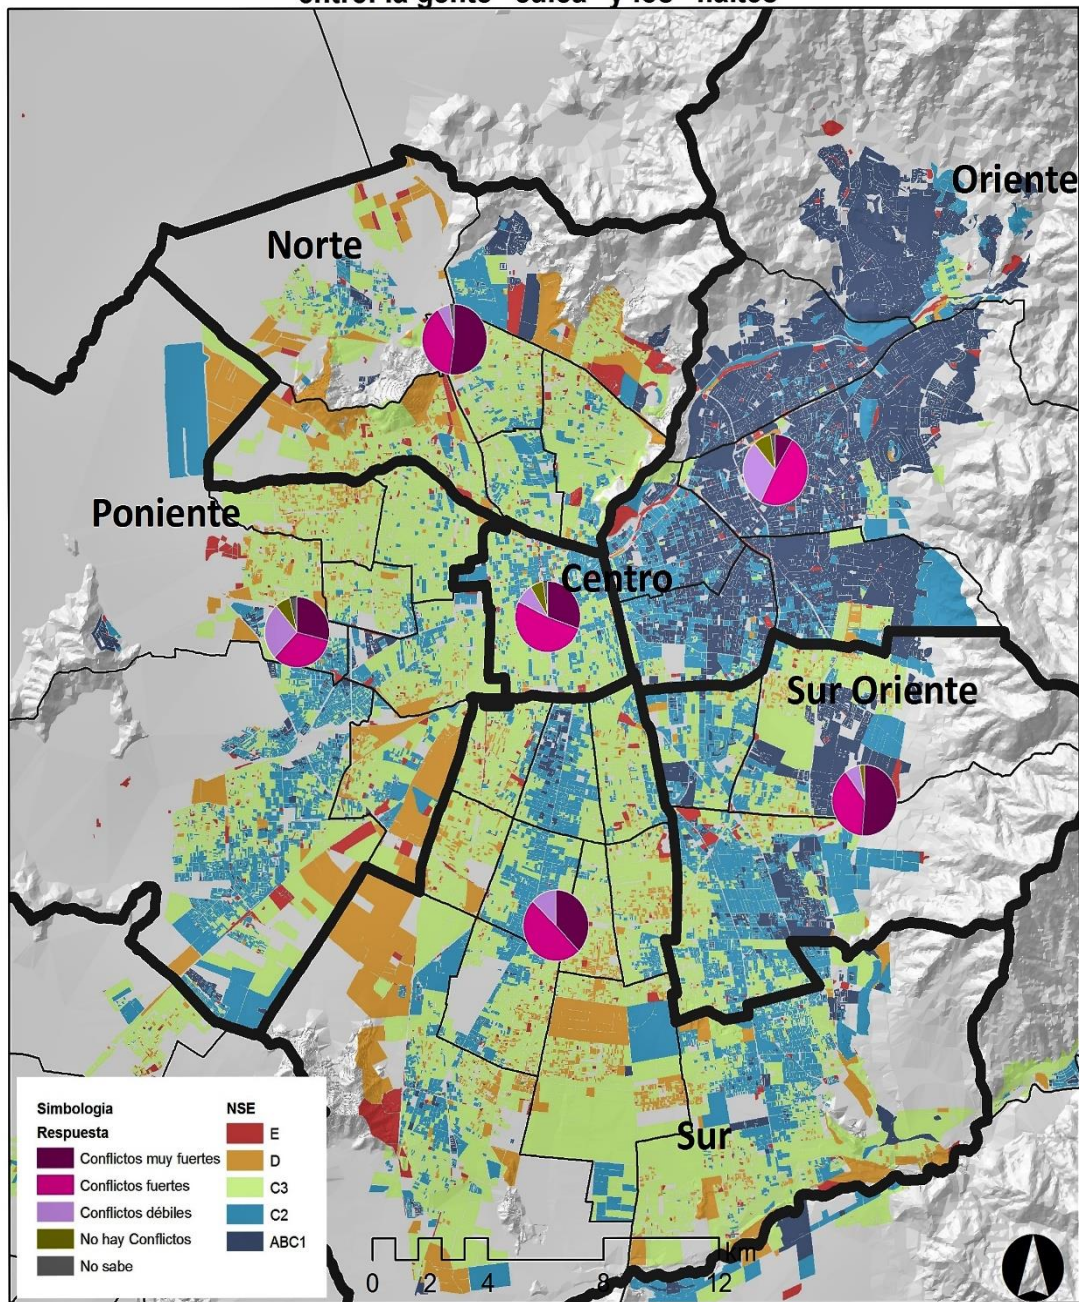 Oriente
Norte
Poniente
Centro
Sur Oriente
Sur
Simbologia
Respuesta
Conflictos muy fuertes
Conflictos fuertes
Conflictos débiles
No hay Conflictos
No sabe
NSE
E
D
C3
C2
ABC1
Km
0 2 4 8 12